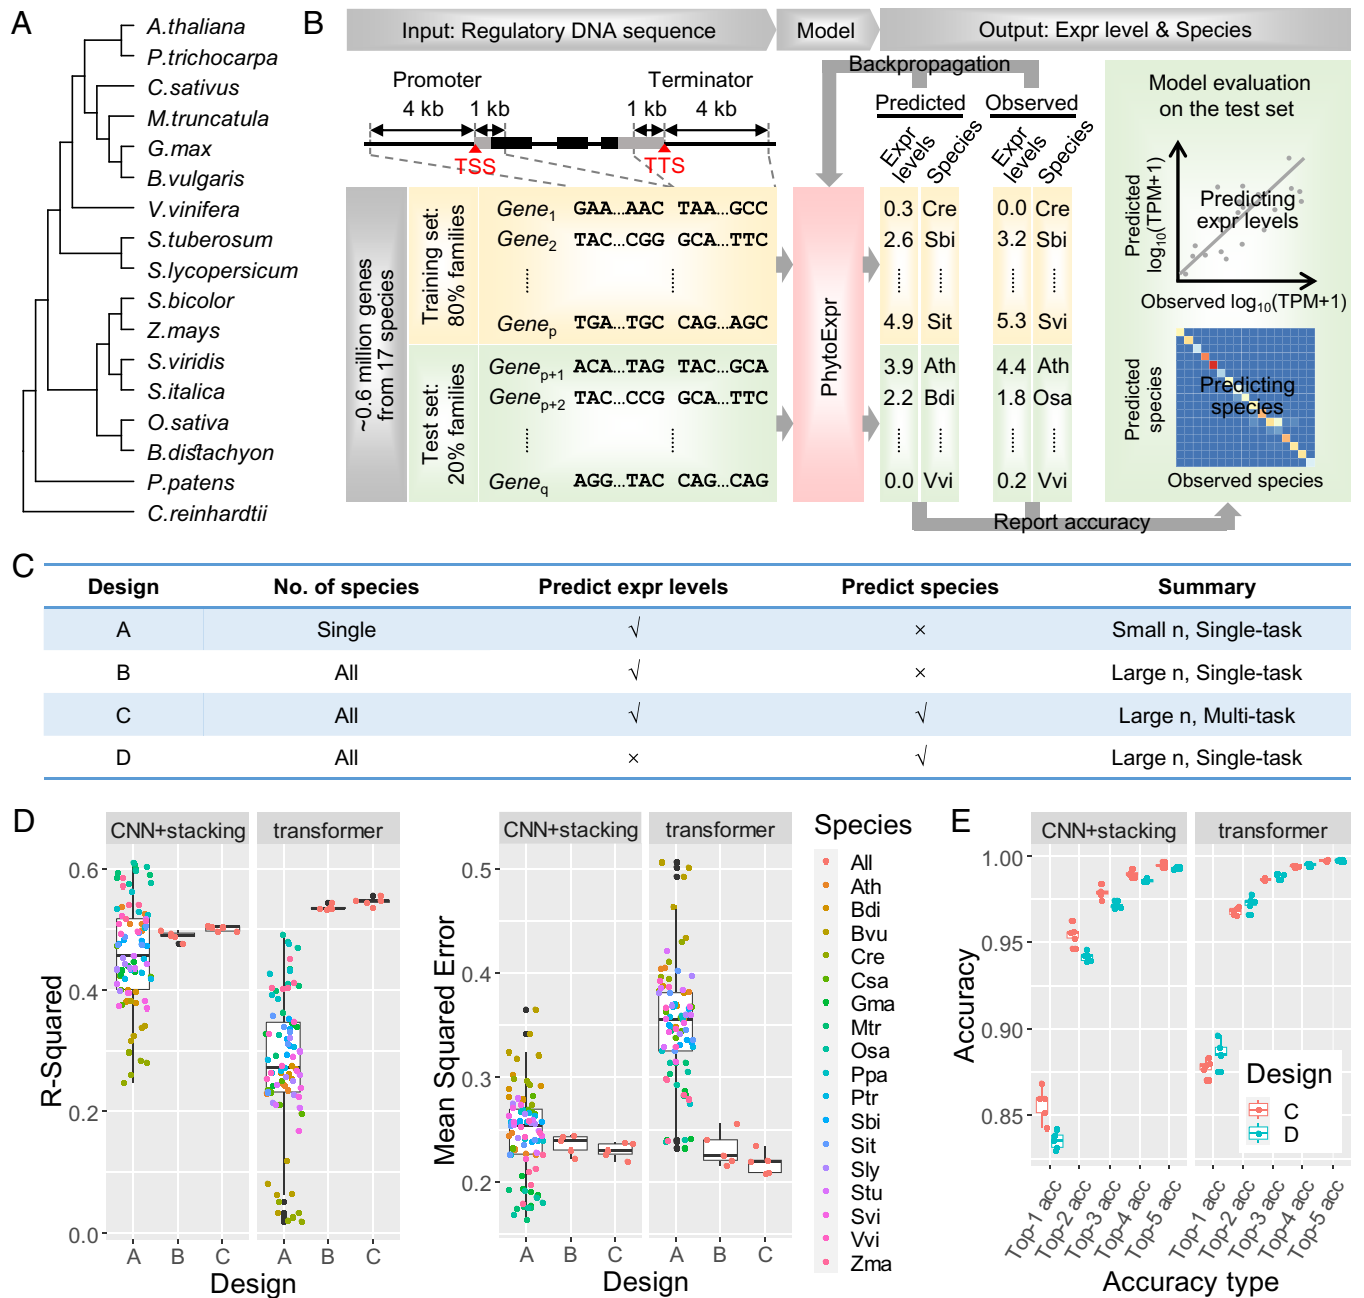 A
A.thaliana
P.trichocarpa
C.sativus
M.truncatula
G.max
B.vulgaris
V.vinifera
S.tuberosum
S.lycopersicum
S.bicolor
Z.mays
S.viridis
S.italica
O.sativa
B.distachyon
P.patens
C.reinhardtii
B
Input: Regulatory DNA sequence
Model
Output: Expr level & Species
Promoter
Terminator
4 kb
1 kb
1 kb
4 kb
TSS
TTS
~0.6 million genes
from 17 species
Training set:
80% families
Gene1 GAA...AAC TAA...GCC
Gene2 TAC...CGG GCA...TTC
Genep TGA...TGC CAG...AGC
Test set:
20% families
Genep+1 ACA...TAG TAC...GCA
Genep+2 TAC...CCG GCA...TTC
Geneq AGG...TAC CAG...CAG
PhytoExpr
Backpropagation
Predicted Observed
Expr levels Species Expr levels Species
0.3 Cre 0.0 Cre
2.6 Sbi 3.2 Sbi
4.9 Sit 5.3 Svi
3.9 Ath 4.4 Ath
2.2 Bdi 1.8 Osa
0.0 Vvi 0.2 Vvi
Report accuracy
Model evaluation
on the test set
Predicted
log10(TPM+1)
Predicting
expr levels
Observed log10(TPM+1)
Predicted
species
Predicting
species
Observed species
C
Design No. of species Predict expr levels Predict species Summary
A Single √ × Small n, Single-task
B All √ × Large n, Single-task
C All √ √ Large n, Multi-task
D All × √ Large n, Single-task
D
CNN+stacking transformer
R-Squared
0.6
0.4
0.2
0.0
A B C A B C
Design
CNN+stacking transformer
Mean Squared Error
0.5
0.4
0.3
0.2
A B C A B C
Design
Species
All
Ath
Bdi
Bvu
Cre
Csa
Gma
Mtr
Osa
Ppa
Ptr
Sbi
Sit
Sly
Stu
Svi
Vvi
Zma
E
CNN+stacking transformer
Accuracy
1.00
0.95
0.90
0.85
Design
C
D
Top-1 acc Top-2 acc Top-3 acc Top-4 acc Top-5 acc Top-1 acc Top-2 acc Top-3 acc Top-4 acc Top-5 acc
Accuracy type